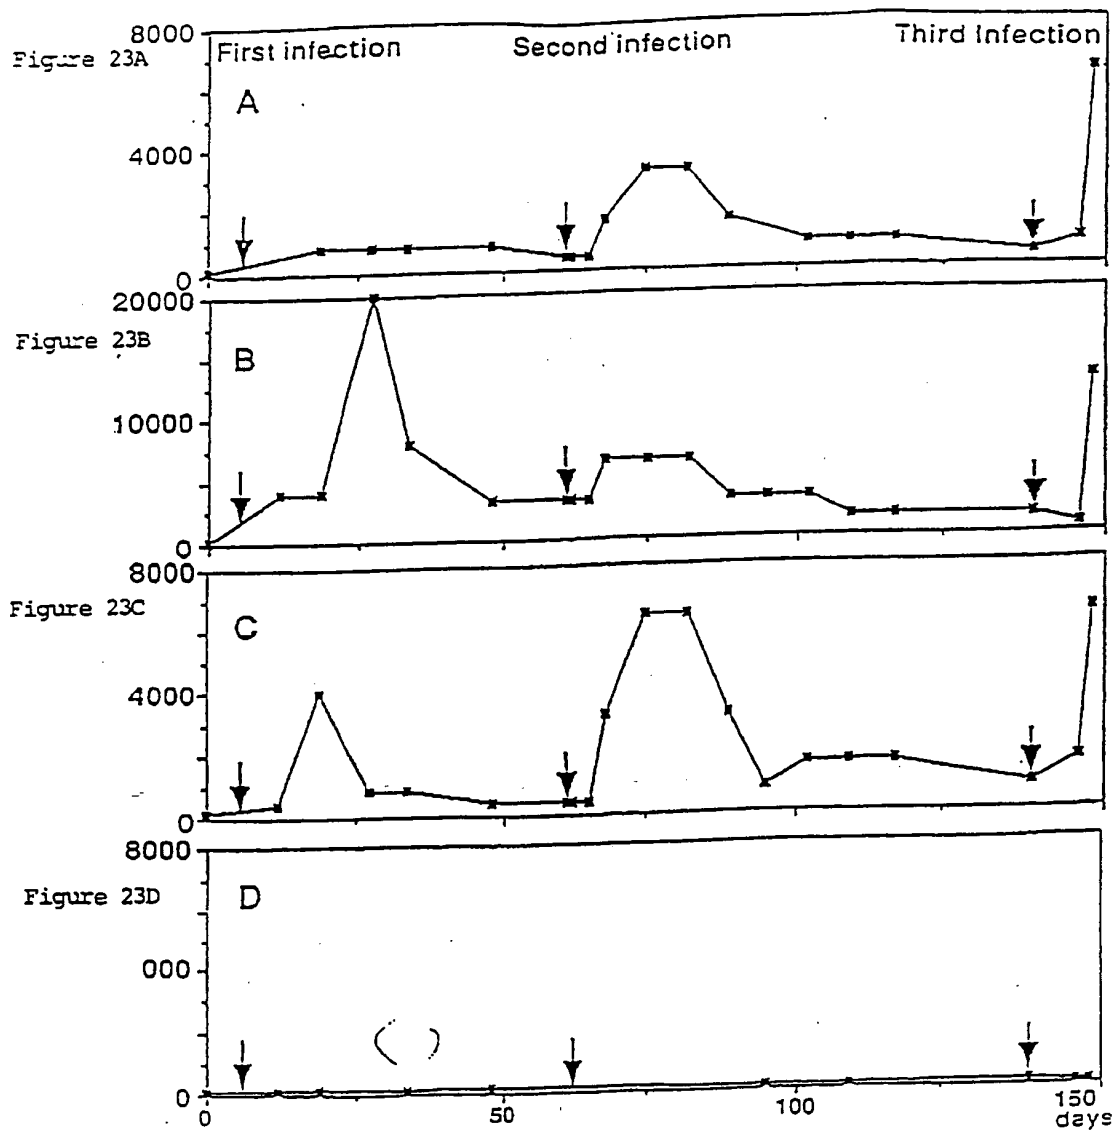 8000
Figure 23A
First infection Second infection Third Infection
A
4000
0
20000
Figure 23B
B
10000
0
8000
Figure 23C
C
4000
0
8000
Figure 23D
D
000
0
0 50 100 150
days